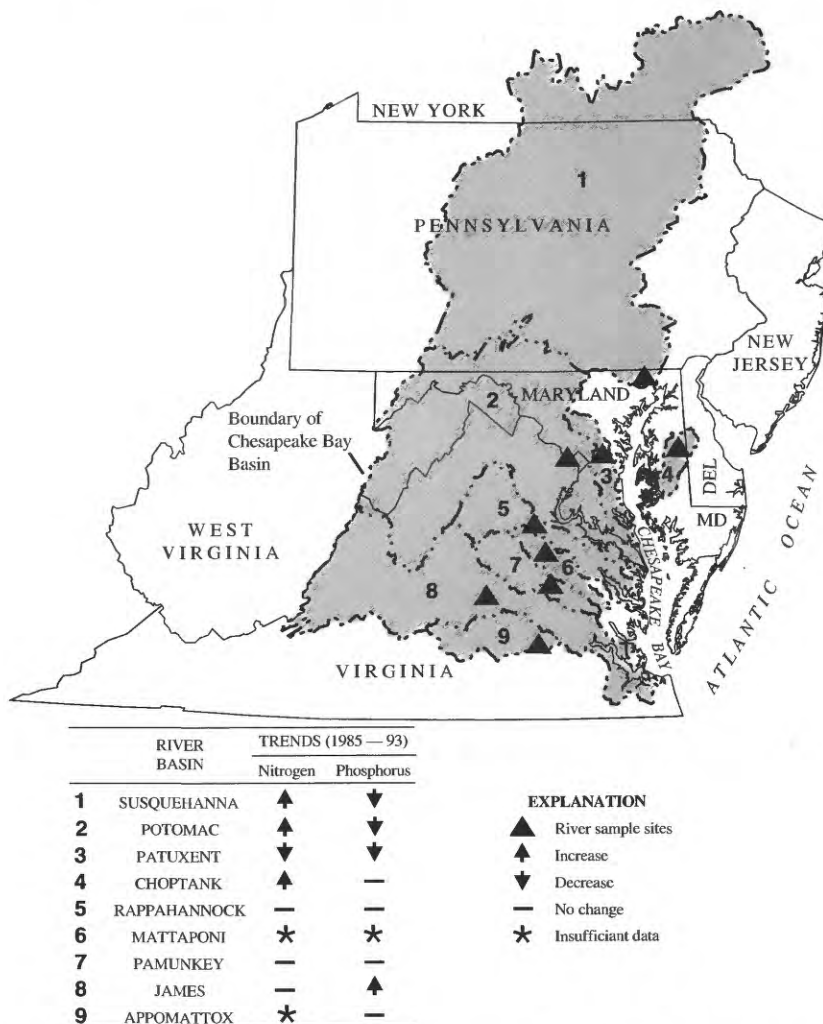 NEW YORK
1
PENNSYLVANIA
NEW
JERSEY
MARYLAND
2
Boundary of
Chesapeake Bay
Basin
3
4
DEL
MD
5
WEST
VIRGINIA
7
6
8
9
CHESAPEAKE BAY
ATLANTIC OCEAN
VIRGINIA
RIVER
BASIN
TRENDS (1985 — 93)
Nitrogen Phosphorus
1 SUSQUEHANNA
2 POTOMAC
3 PATUXENT
4 CHOPTANK —
5 RAPPAHANNOCK — —
6 MATTAPONI * *
7 PAMUNKEY — —
8 JAMES —
9 APPOMATTOX * —
EXPLANATION
River sample sites
Increase
Decrease
— No change
* Insufficiant data